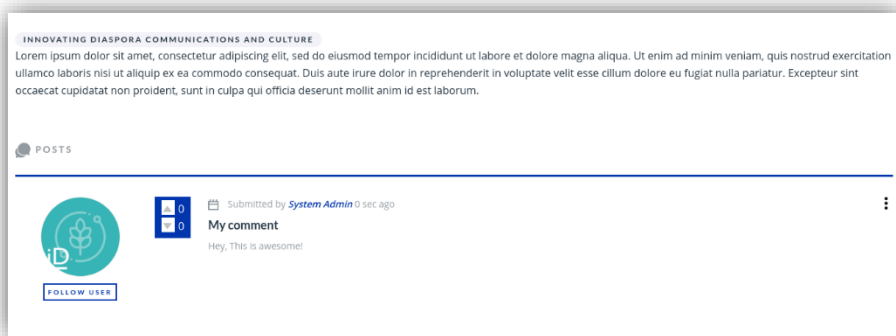 INNOVATING DIASPORA COMMUNICATIONS AND CULTURE
Lorem ipsum dolor sit amet, consectetur adipiscing elit, sed do eiusmod tempor incididunt ut labore et dolore magna aliqua. Ut enim ad minim veniam, quis nostrud exercitation
ullamco laboris nisi ut aliquip ex ea commodo consequat. Duis aute irure dolor in reprehenderit in voluptate velit esse cillum dolore eu fugiat nulla pariatur. Excepteur sint
occaecat cupidatat non proident, sunt in culpa qui officia deserunt mollit anim id est laborum.
POSTS
0
0
Submitted by System Admin 0 sec ago
My comment
Hey, This is awesome!
iD
FOLLOW USER